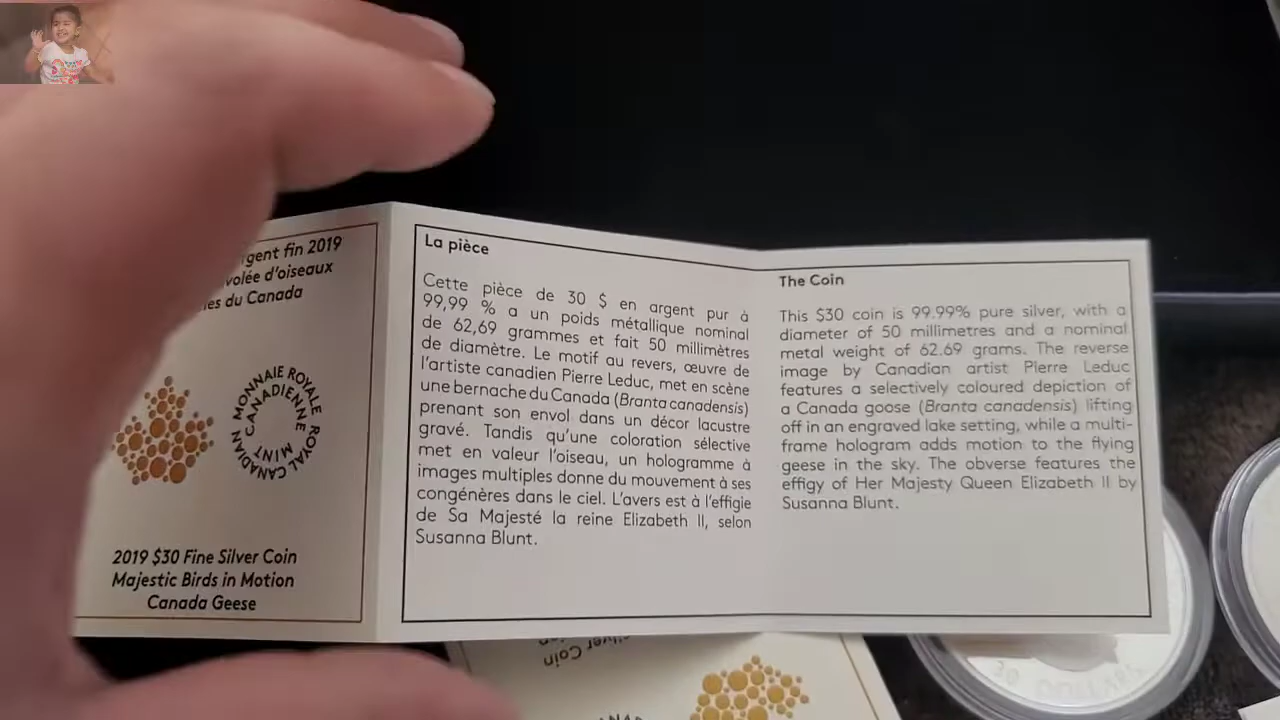 gent fin 2019
volée d'oiseaux
es du Canada
MONNAIE ROYALE CANADIENNE
ROYAL CANADIAN MINT
2019 $30 Fine Silver Coin
Majestic Birds in Motion
Canada Geese
La pièce
Cette pièce de 30 $ en argent pur à
99,99 % a un poids métallique nominal
de 62,69 grammes et fait 50 millimètres
de diamètre. Le motif au revers, œuvre de
l'artiste canadien Pierre Leduc, met en scène
une bernache du Canada (Branta canadensis)
prenant son envol dans un décor lacustre
gravé. Tandis qu'une coloration sélective
met en valeur l'oiseau, un hologramme à
images multiples donne du mouvement à ses
congénères dans le ciel. L'avers est à l'effigie
de Sa Majesté la reine Elizabeth II, selon
Susanna Blunt.
The Coin
This $30 coin is 99.99% pure silver, with a
diameter of 50 millimetres and a nominal
metal weight of 62.69 grams. The reverse
image by Canadian artist Pierre Leduc
features a selectively coloured depiction of
a Canada goose (Branta canadensis) lifting
off in an engraved lake setting, while a multi-
frame hologram adds motion to the flying
geese in the sky. The obverse features the
effigy of Her Majesty Queen Elizabeth II by
Susanna Blunt.
Silver Coin
30 DOLLARS